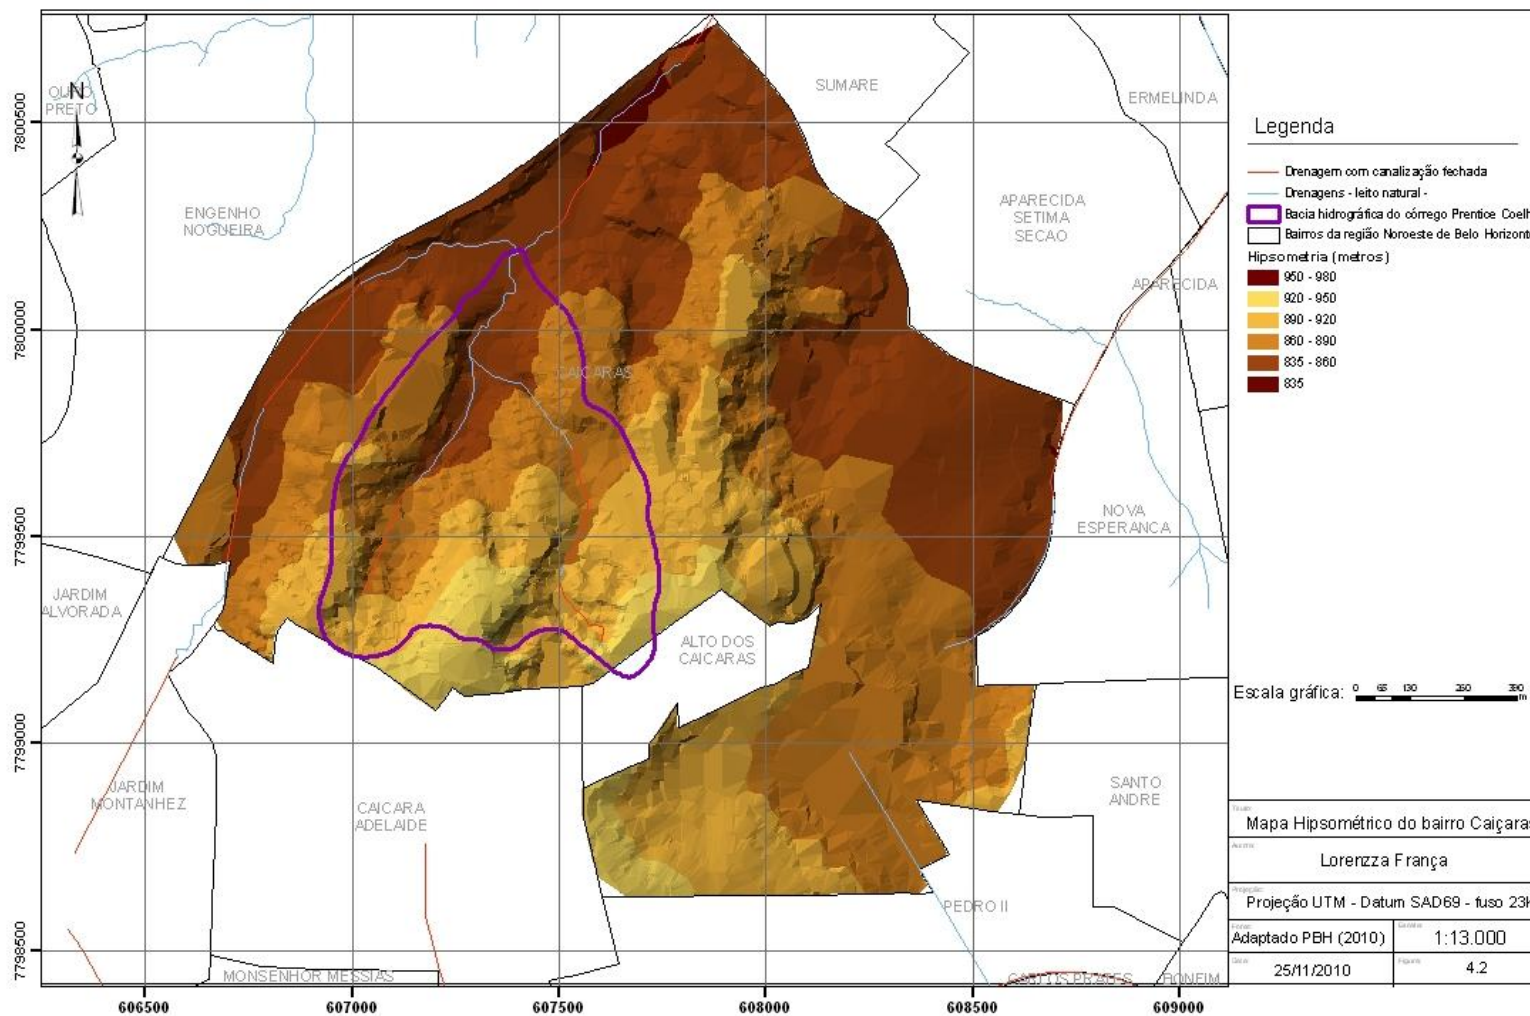 OURO
PRETO
N
SUMARE
ERMELINDA
ENGENHO
NOGUEIRA
APARECIDA
SETIMA
SECAO
APARECIDA
CAICARAS
NOVA
ESPERANCA
JARDIM
ALVORADA
ALTO DOS
CAICARAS
JARDIM
MONTANHEZ
CAICARA
ADELAIDE
SANTO
ANDRE
PEDRO II
MONSENHOR MESSIAS
CARLOS PRATES
BONFIM
7800500
7800000
7799500
7799000
7798500
606500
607000
607500
608000
608500
609000
Legenda
Drenagem com canalização fechada
Drenagens - leito natural -
Bacia hidrográfica do córrego Prentice Coelh
Bairros da região Noroeste de Belo Horizont
Hipsometria (metros)
950 - 980
920 - 950
890 - 920
860 - 890
835 - 860
835
Escala gráfica:
0 65 130 260 390
m
Mapa Hipsométrico do bairro Caiçaras
Lorenzza França
Projeção UTM - Datum SAD69 - fuso 23K
Adaptado PBH (2010)
1:13.000
25/11/2010
4.2